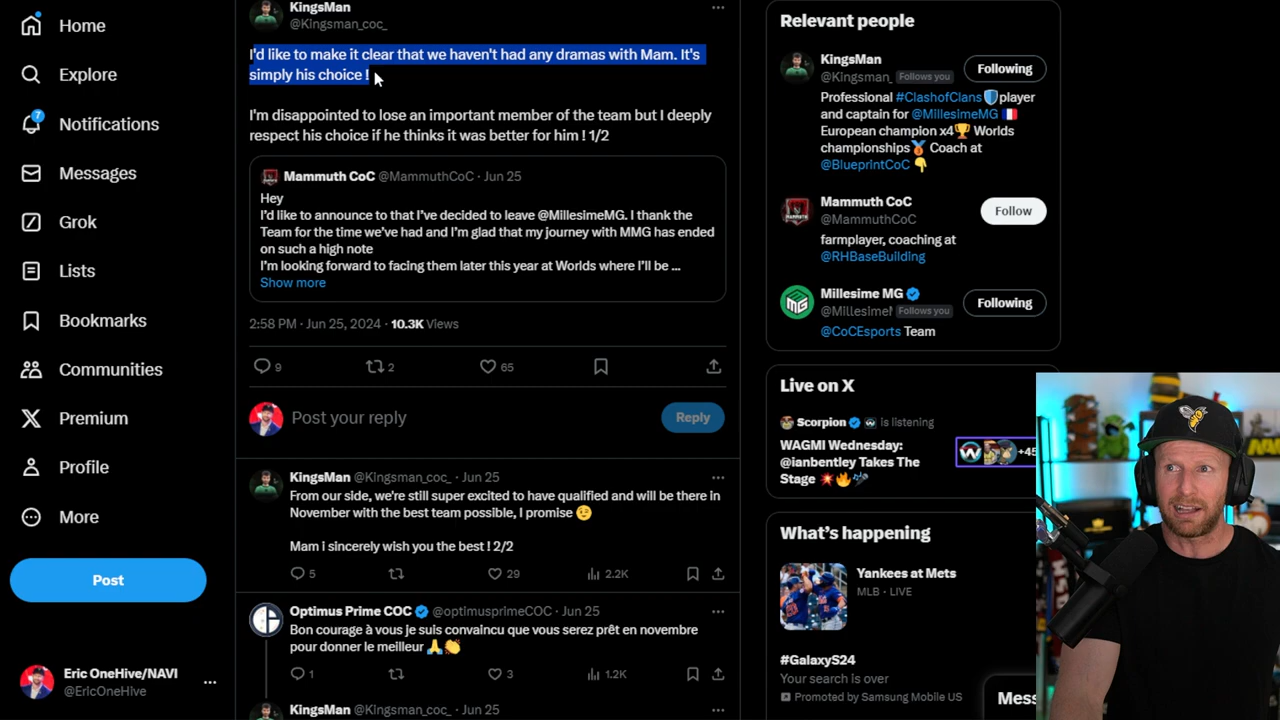 Home
Explore
7
Notifications
Messages
Grok
Lists
Bookmarks
Communities
Premium
Profile
More
Post
Eric OneHive/NAVI
@EricOneHive
KingsMan
@Kingsman_coc_
I'd like to make it clear that we haven't had any dramas with Mam. It's
simply his choice !
I'm disappointed to lose an important member of the team but I deeply
respect his choice if he thinks it was better for him ! 1/2
Mammuth CoC @MammuthCoC · Jun 25
Hey
I'd like to announce to that I've decided to leave @MillesimeMG. I thank the
Team for the time we've had and I'm glad that my journey with MMG has ended
on such a high note
I'm looking forward to facing them later this year at Worlds where I'll be ...
Show more
2:58 PM · Jun 25, 2024 · 10.3K Views
9
2
65
Post your reply
Reply
KingsMan @Kingsman_coc_ · Jun 25
From our side, we're still super excited to have qualified and will be there in
November with the best team possible, I promise 😉
Mam i sincerely wish you the best ! 2/2
5
29
2.2K
Optimus Prime COC @optimusprimeCOC · Jun 25
Bon courage à vous je suis convaincu que vous serez prêt en novembre
pour donner le meilleur 🙏👏
1
3
1.2K
KingsMan @Kingsman_coc_ · Jun 25
Relevant people
KingsMan
@Kingsman_ Follows you
Following
Professional #ClashofClans🛡️player
and captain for @MillesimeMG 🇫🇷
European champion x4🏆 Worlds
championships🥉 Coach at
@BlueprintCoC 👇
Mammuth CoC
@MammuthCoC
Follow
farmplayer, coaching at
@RHBaseBuilding
Millesime MG
@Millesime Follows you
Following
@CoCEsports Team
Live on X
Scorpion is listening
WAGMI Wednesday:
@ianbentley Takes The
Stage 💥🔥🎤
+45
What's happening
Yankees at Mets
MLB · LIVE
#GalaxyS24
Your search is over
Promoted by Samsung Mobile US
Mess